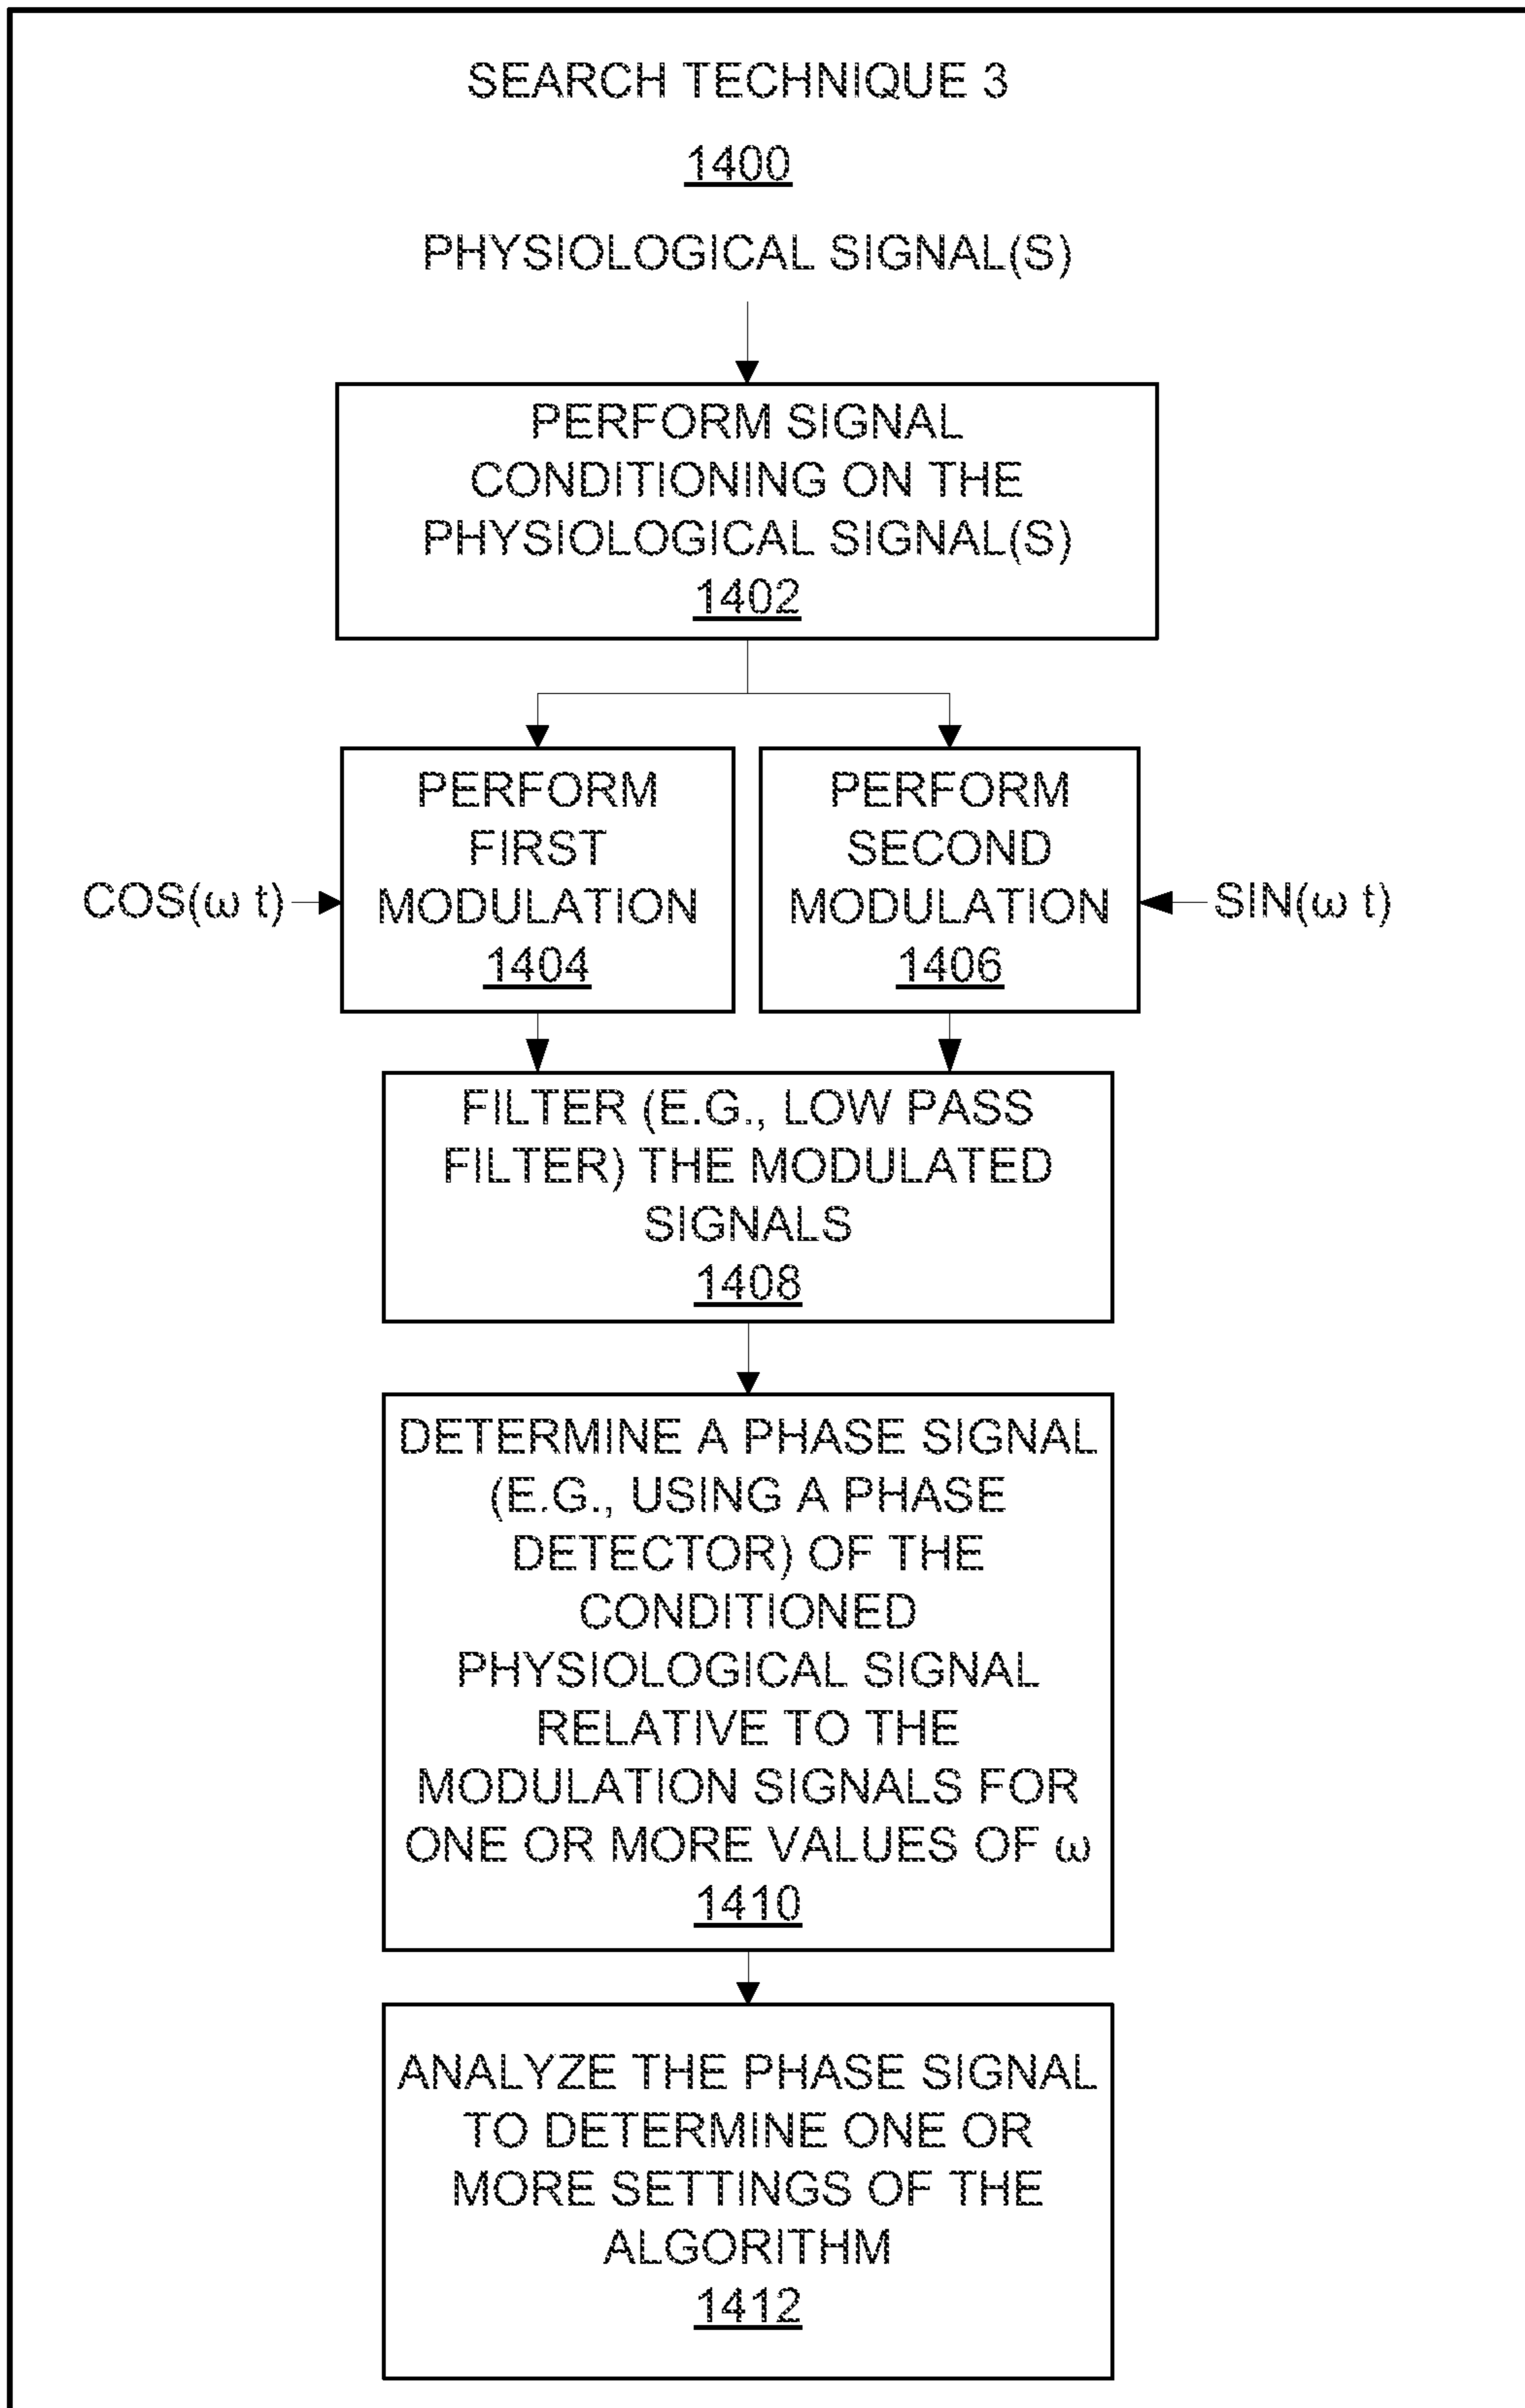 SEARCH TECHNIQUE 3
1400
PHYSIOLOGICAL SIGNAL(S)
PERFORM SIGNAL
CONDITIONING ON THE
PHYSIOLOGICAL SIGNAL(S)
1402
PERFORM
FIRST
MODULATION
1404
COS(ω t)
PERFORM
SECOND
MODULATION
1406
SIN(ω t)
FILTER (E.G., LOW PASS
FILTER) THE MODULATED
SIGNALS
1408
DETERMINE A PHASE SIGNAL
(E.G., USING A PHASE
DETECTOR) OF THE
CONDITIONED
PHYSIOLOGICAL SIGNAL
RELATIVE TO THE
MODULATION SIGNALS FOR
ONE OR MORE VALUES OF ω
1410
ANALYZE THE PHASE SIGNAL
TO DETERMINE ONE OR
MORE SETTINGS OF THE
ALGORITHM
1412